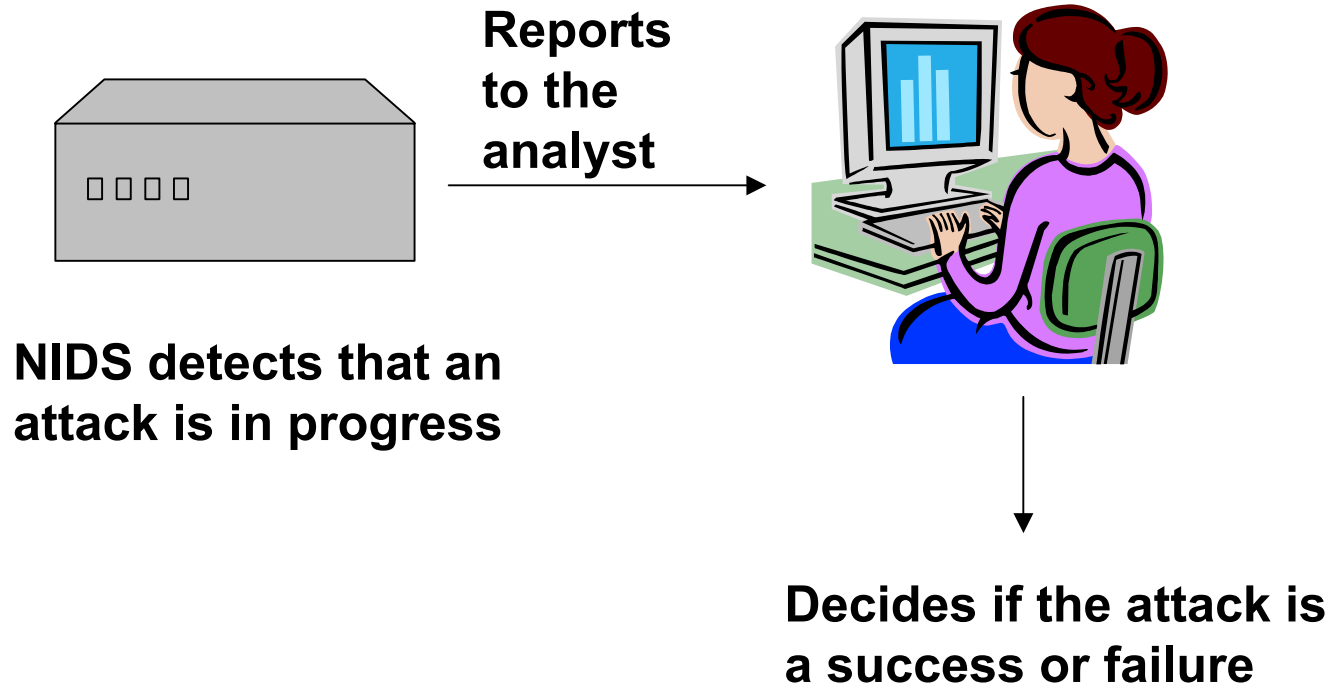 Reports
to the
analyst
NIDS detects that an
attack is in progress
Decides if the attack is
a success or failure